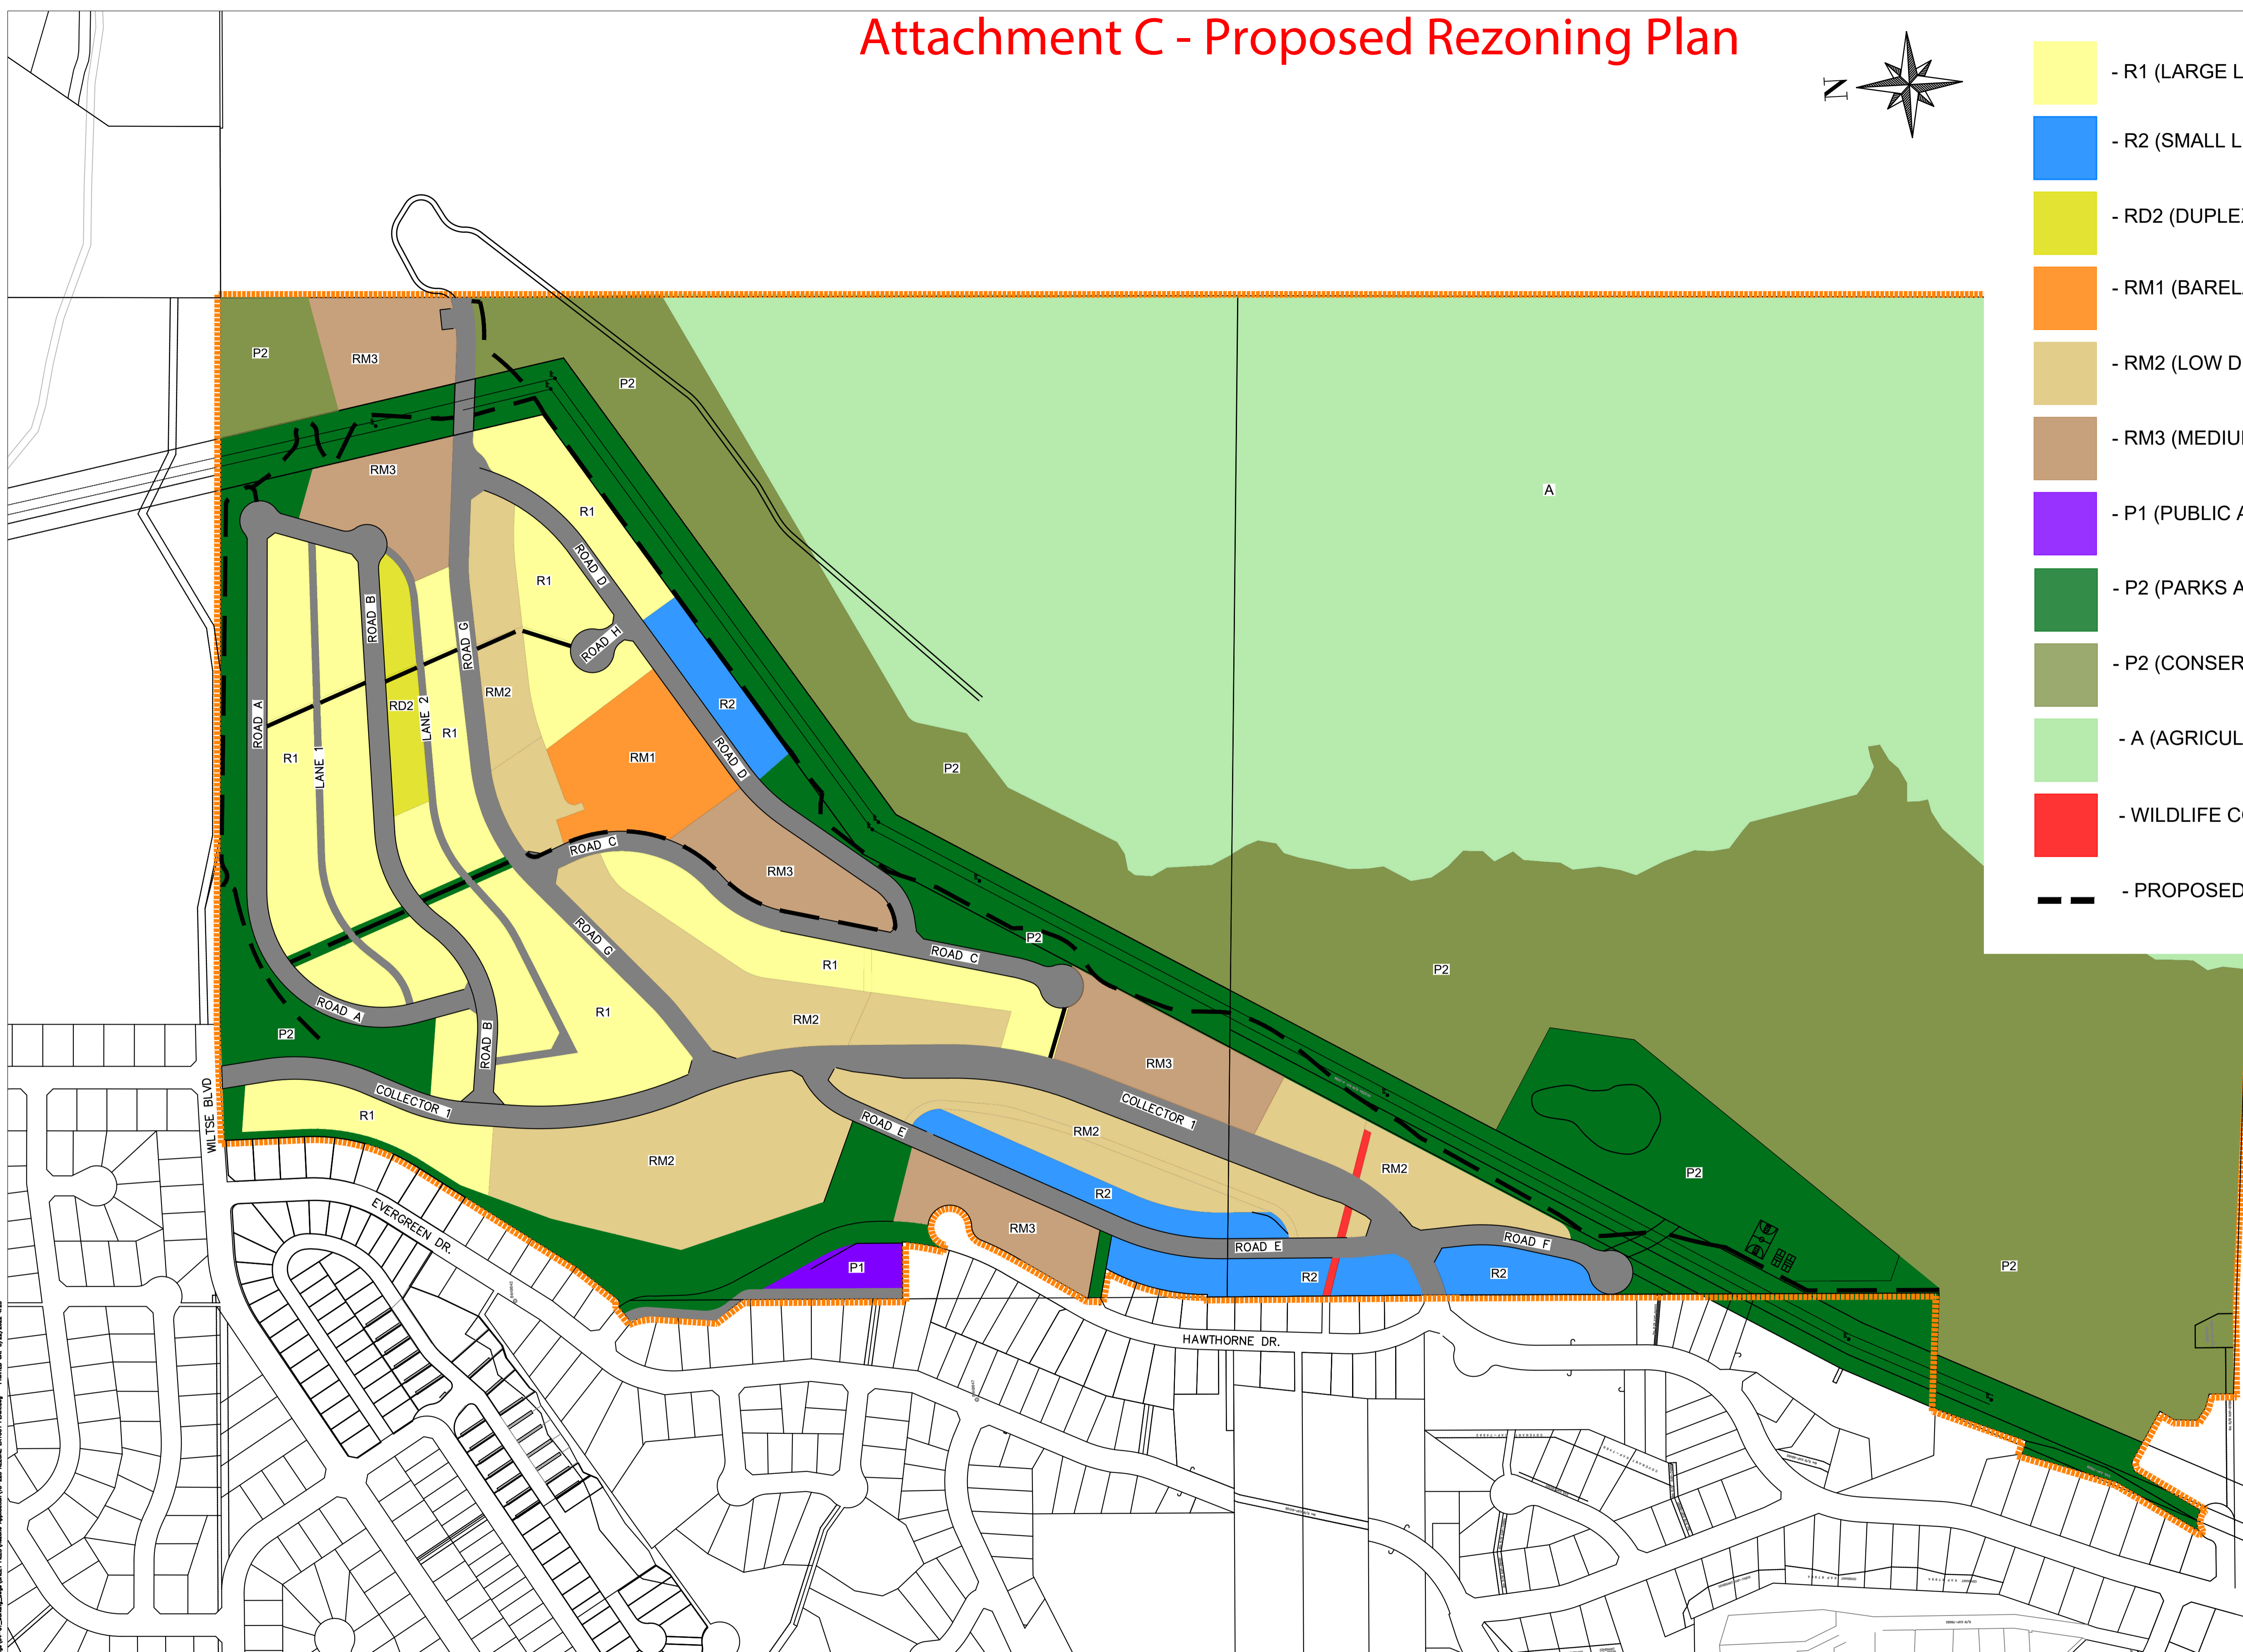 Attachment C - Proposed Rezoning Plan
N
- R1 (LARGE L
- R2 (SMALL L
- RD2 (DUPLEX
- RM1 (BAREL
- RM2 (LOW D
- RM3 (MEDIU
- P1 (PUBLIC A
- P2 (PARKS A
- P2 (CONSER
- A (AGRICUL
- WILDLIFE C
- PROPOSED
P2
RM3
P2
RM3
A
R1
ROAD D
R1
ROAD B
ROAD G
ROAD H
RM2
RD2
R2
ROAD A
LANE 2
R1
R1
LANE 1
RM1
ROAD D
P2
ROAD C
RM3
ROAD G
P2
ROAD C
R1
P2
ROAD A
R1
RM2
P2
ROAD B
RM3
COLLECTOR 1
R1
WILTSE BLVD
COLLECTOR 1
ROAD E
RM2
RM2
RM2
P2
R2
EVERGREEN DR.
RM3
ROAD E
ROAD F
P1
R2
R2
P2
HAWTHORNE DR.